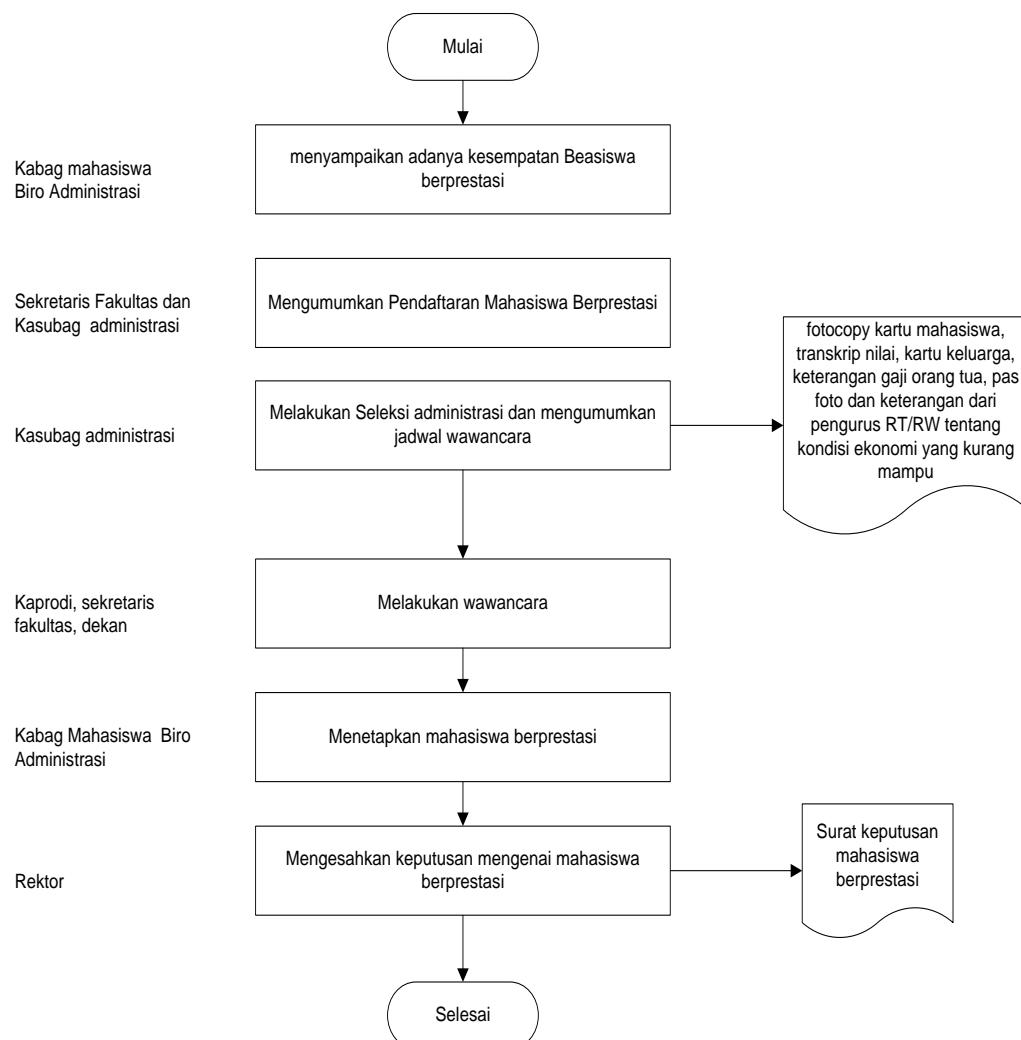 Mulai
Kabag mahasiswa
Biro Administrasi
menyampaikan adanya kesempatan Beasiswa
berprestasi
Sekretaris Fakultas dan
Kasubag administrasi
Mengumumkan Pendaftaran Mahasiswa Berprestasi
Kasubag administrasi
Melakukan Seleksi administrasi dan mengumumkan
jadwal wawancara
fotocopy kartu mahasiswa,
transkrip nilai, kartu keluarga,
keterangan gaji orang tua, pas
foto dan keterangan dari
pengurus RT/RW tentang
kondisi ekonomi yang kurang
mampu
Kaprodi, sekretaris
fakultas, dekan
Melakukan wawancara
Kabag Mahasiswa Biro
Administrasi
Menetapkan mahasiswa berprestasi
Rektor
Mengesahkan keputusan mengenai mahasiswa
berprestasi
Surat keputusan
mahasiswa
berprestasi
Selesai